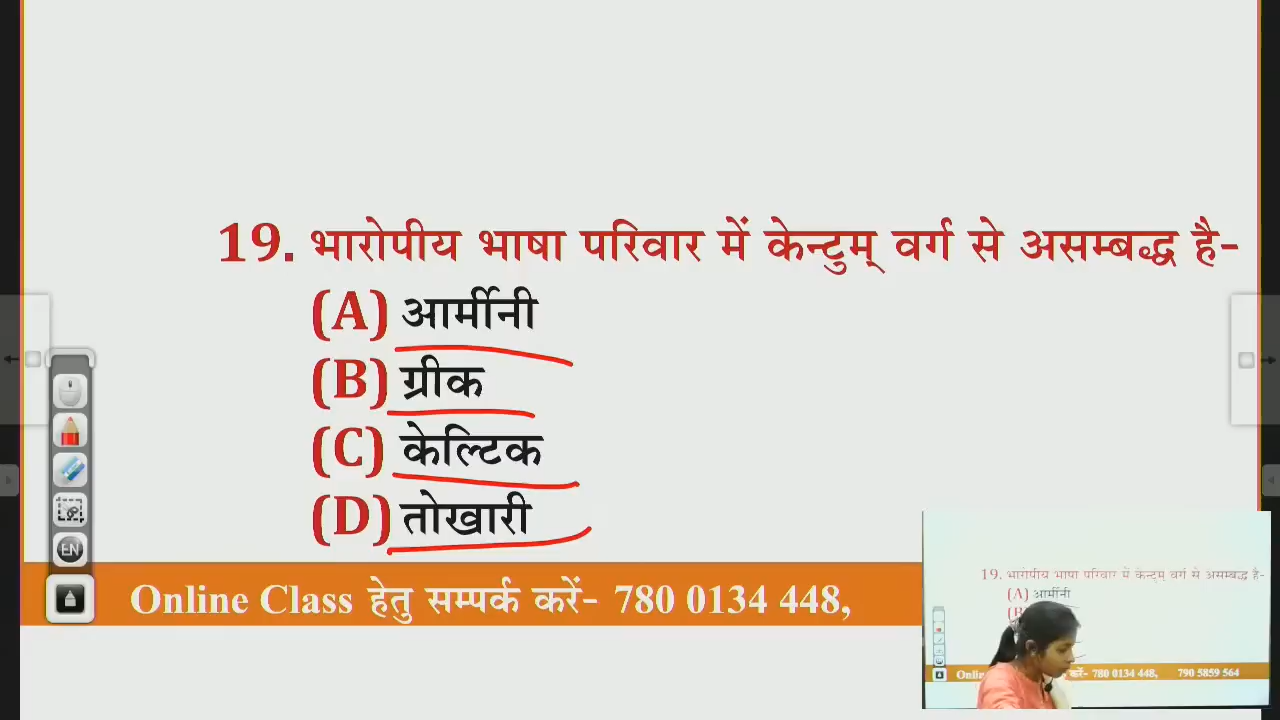 19. भारोपीय भाषा परिवार में केन्टुम् वर्ग से असम्बद्ध है-
(A) आर्मीनी
(B) ग्रीक
(C) केल्टिक
(D) तोखारी
EN
Online Class हेतु सम्पर्क करें- 780 0134 448,
19. भारोपीय भाषा परिवार में केन्टुम् वर्ग से असम्बद्ध है-
(A) आर्मीनी
(B)
करें- 780 0134 448, 790 5859 564